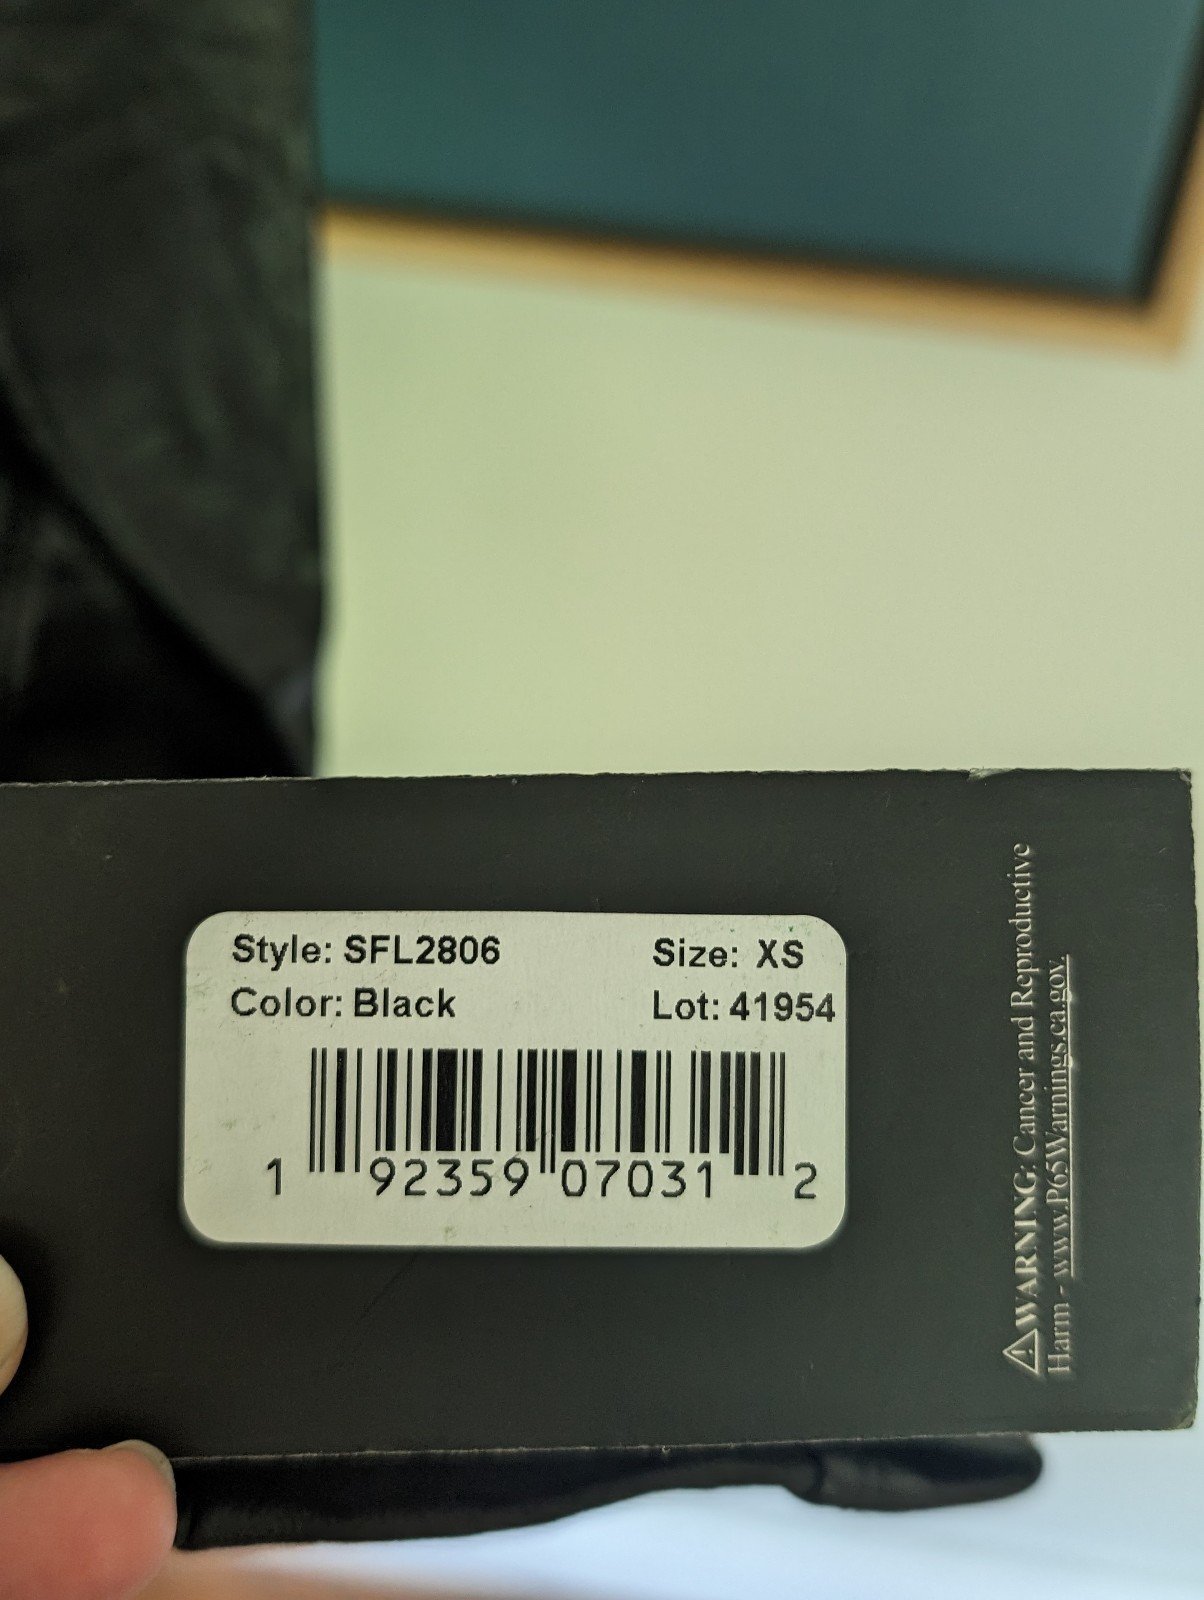 Style: SFL2806 Size: XS
Color: Black Lot: 41954
1 92359 07031 2
⚠WARNING: Cancer and Reproductive
Harm - www.P65Warnings.ca.gov.